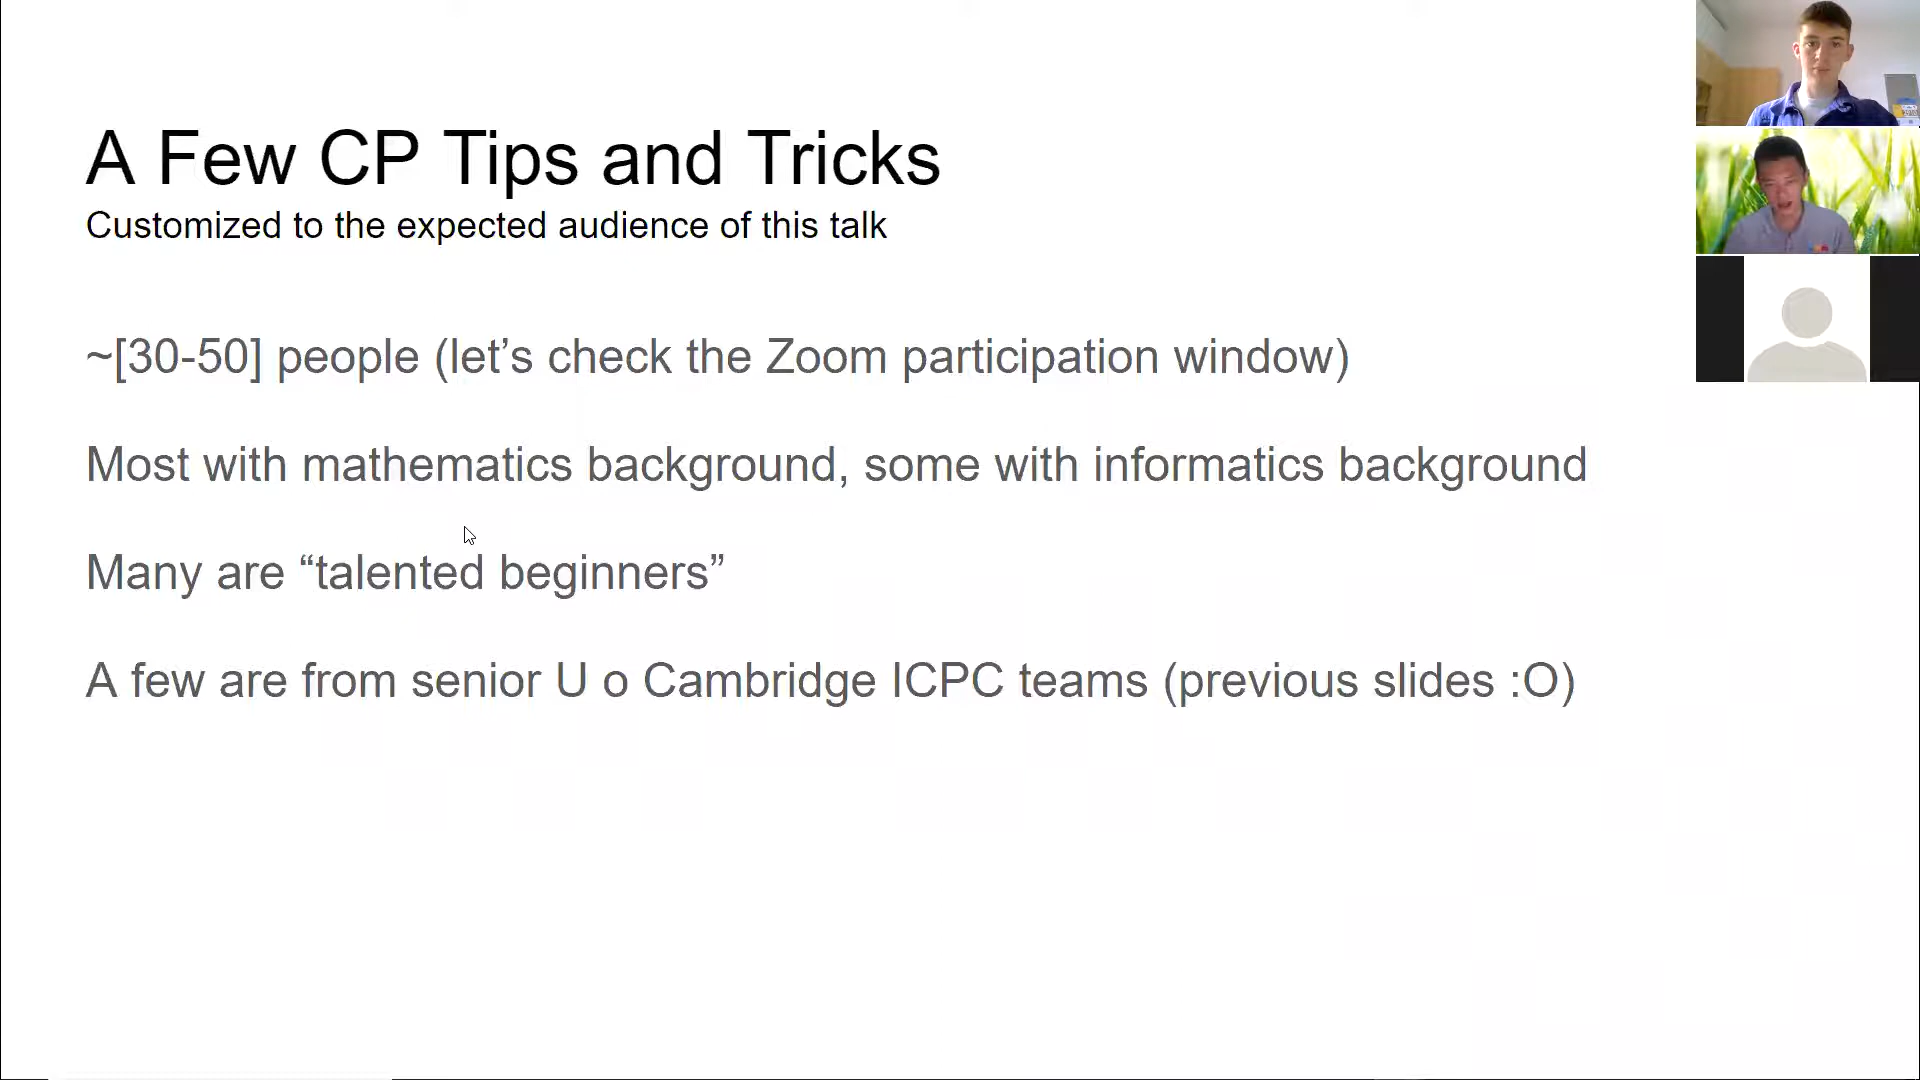 A Few CP Tips and Tricks
Customized to the expected audience of this talk
~[30-50] people (let’s check the Zoom participation window)
Most with mathematics background, some with informatics background
Many are “talented beginners”
A few are from senior U o Cambridge ICPC teams (previous slides :O)